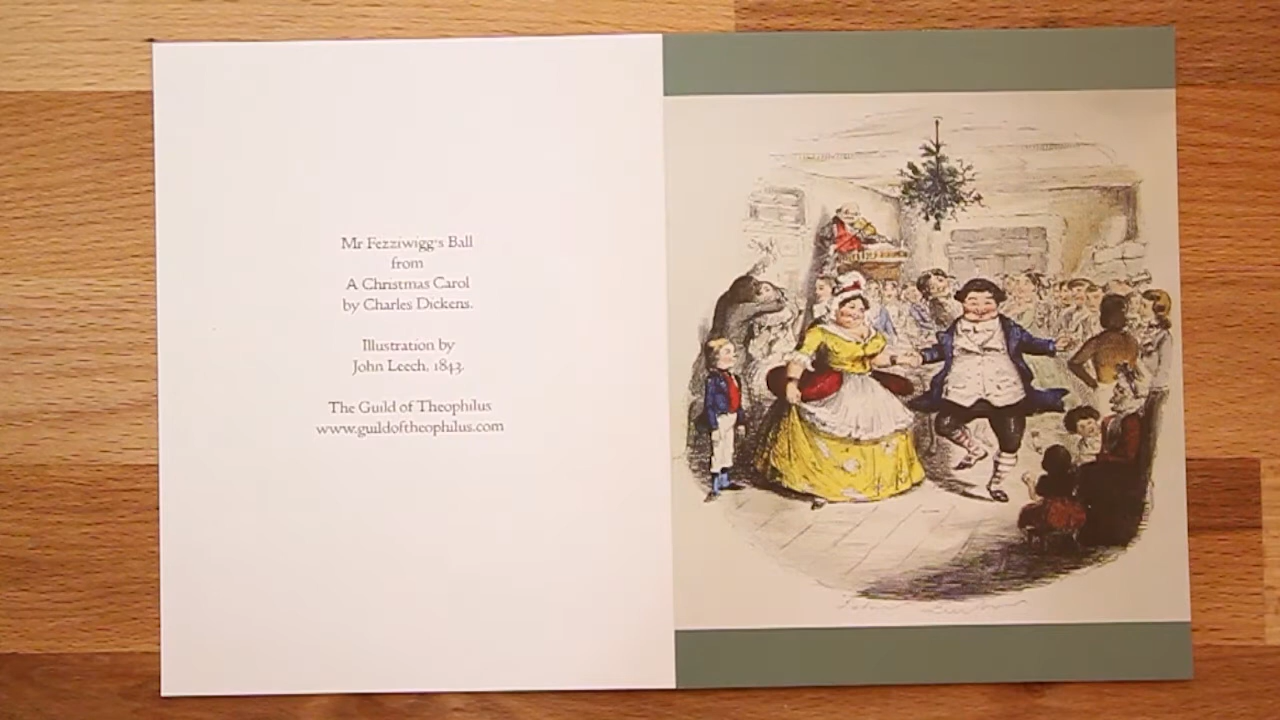 Mr Fezziwigg's Ball
from
A Christmas Carol
by Charles Dickens.
Illustration by
John Leech, 1843.
The Guild of Theophilus
www.guildoftheophilus.com